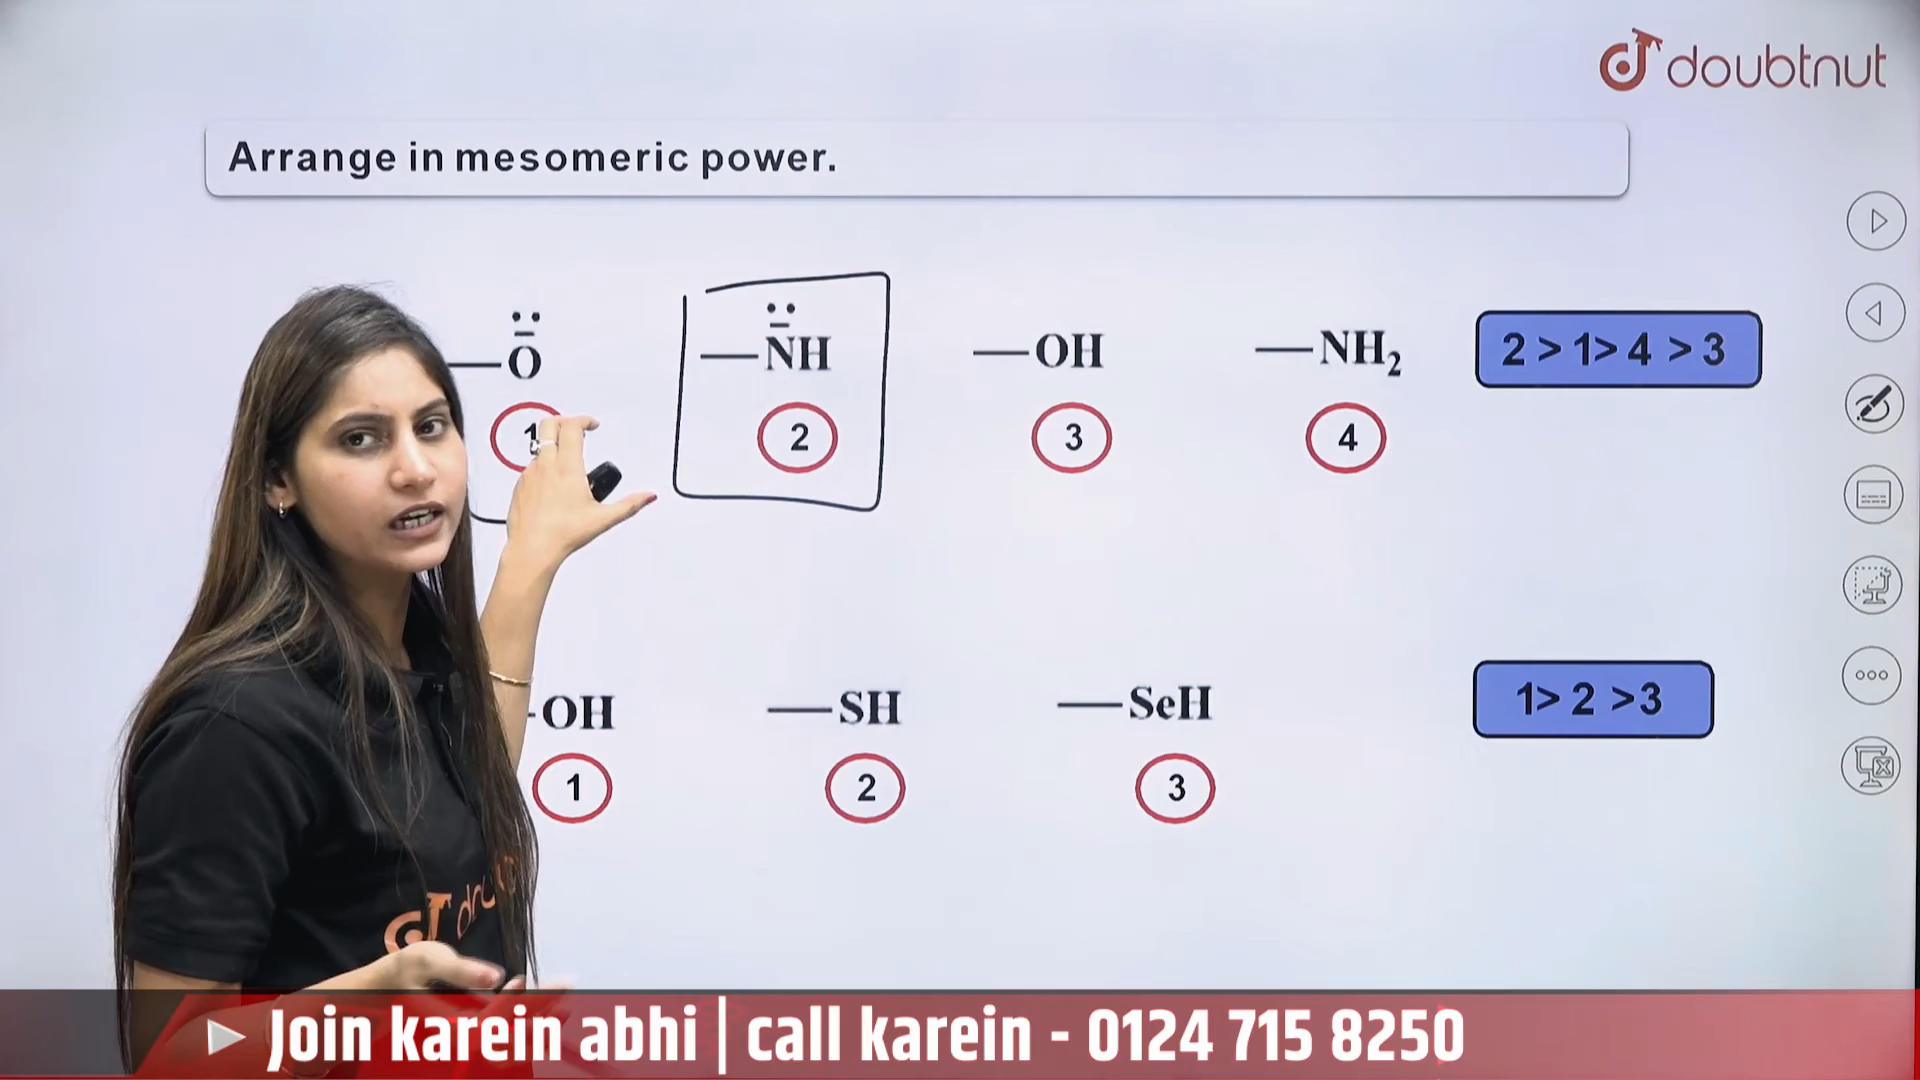 doubtnut
Arrange in mesomeric power.
—Ō —N̄H —OH —NH₂ 2 > 1> 4 > 3
1 2 3 4
-OH —SH —SeH 1> 2 >3
1 2 3
Join karein abhi | call karein - 0124 715 8250